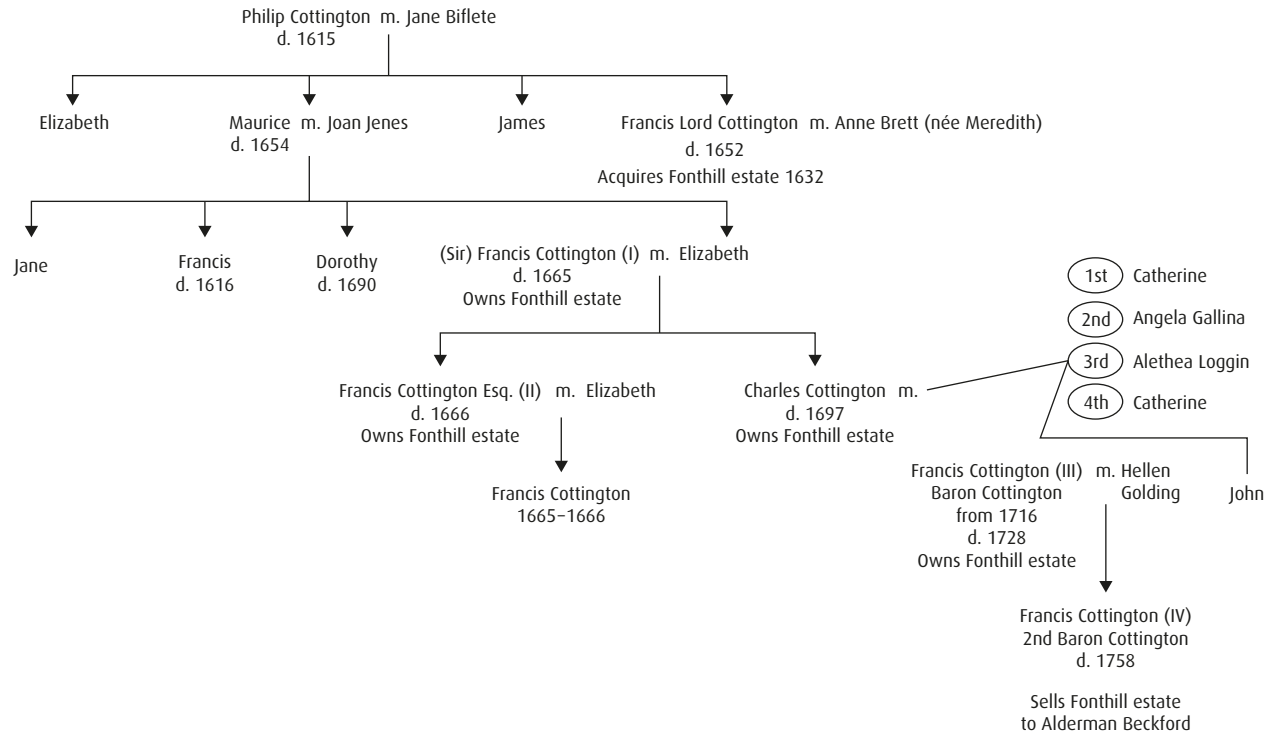 Philip Cottington m. Jane Biflete
d. 1615
Elizabeth
Maurice m. Joan Jenes
d. 1654
James
Francis Lord Cottington m. Anne Brett (née Meredith)
d. 1652
Acquires Fonthill estate 1632
Jane
Francis
d. 1616
Dorothy
d. 1690
(Sir) Francis Cottington (I) m. Elizabeth
d. 1665
Owns Fonthill estate
1st Catherine
2nd Angela Gallina
3rd Alethea Loggin
4th Catherine
Francis Cottington Esq. (II) m. Elizabeth
d. 1666
Owns Fonthill estate
Charles Cottington m.
d. 1697
Owns Fonthill estate
Francis Cottington
1665–1666
Francis Cottington (III) m. Hellen
Golding
Baron Cottington
from 1716
d. 1728
Owns Fonthill estate
John
Francis Cottington (IV)
2nd Baron Cottington
d. 1758
Sells Fonthill estate
to Alderman Beckford